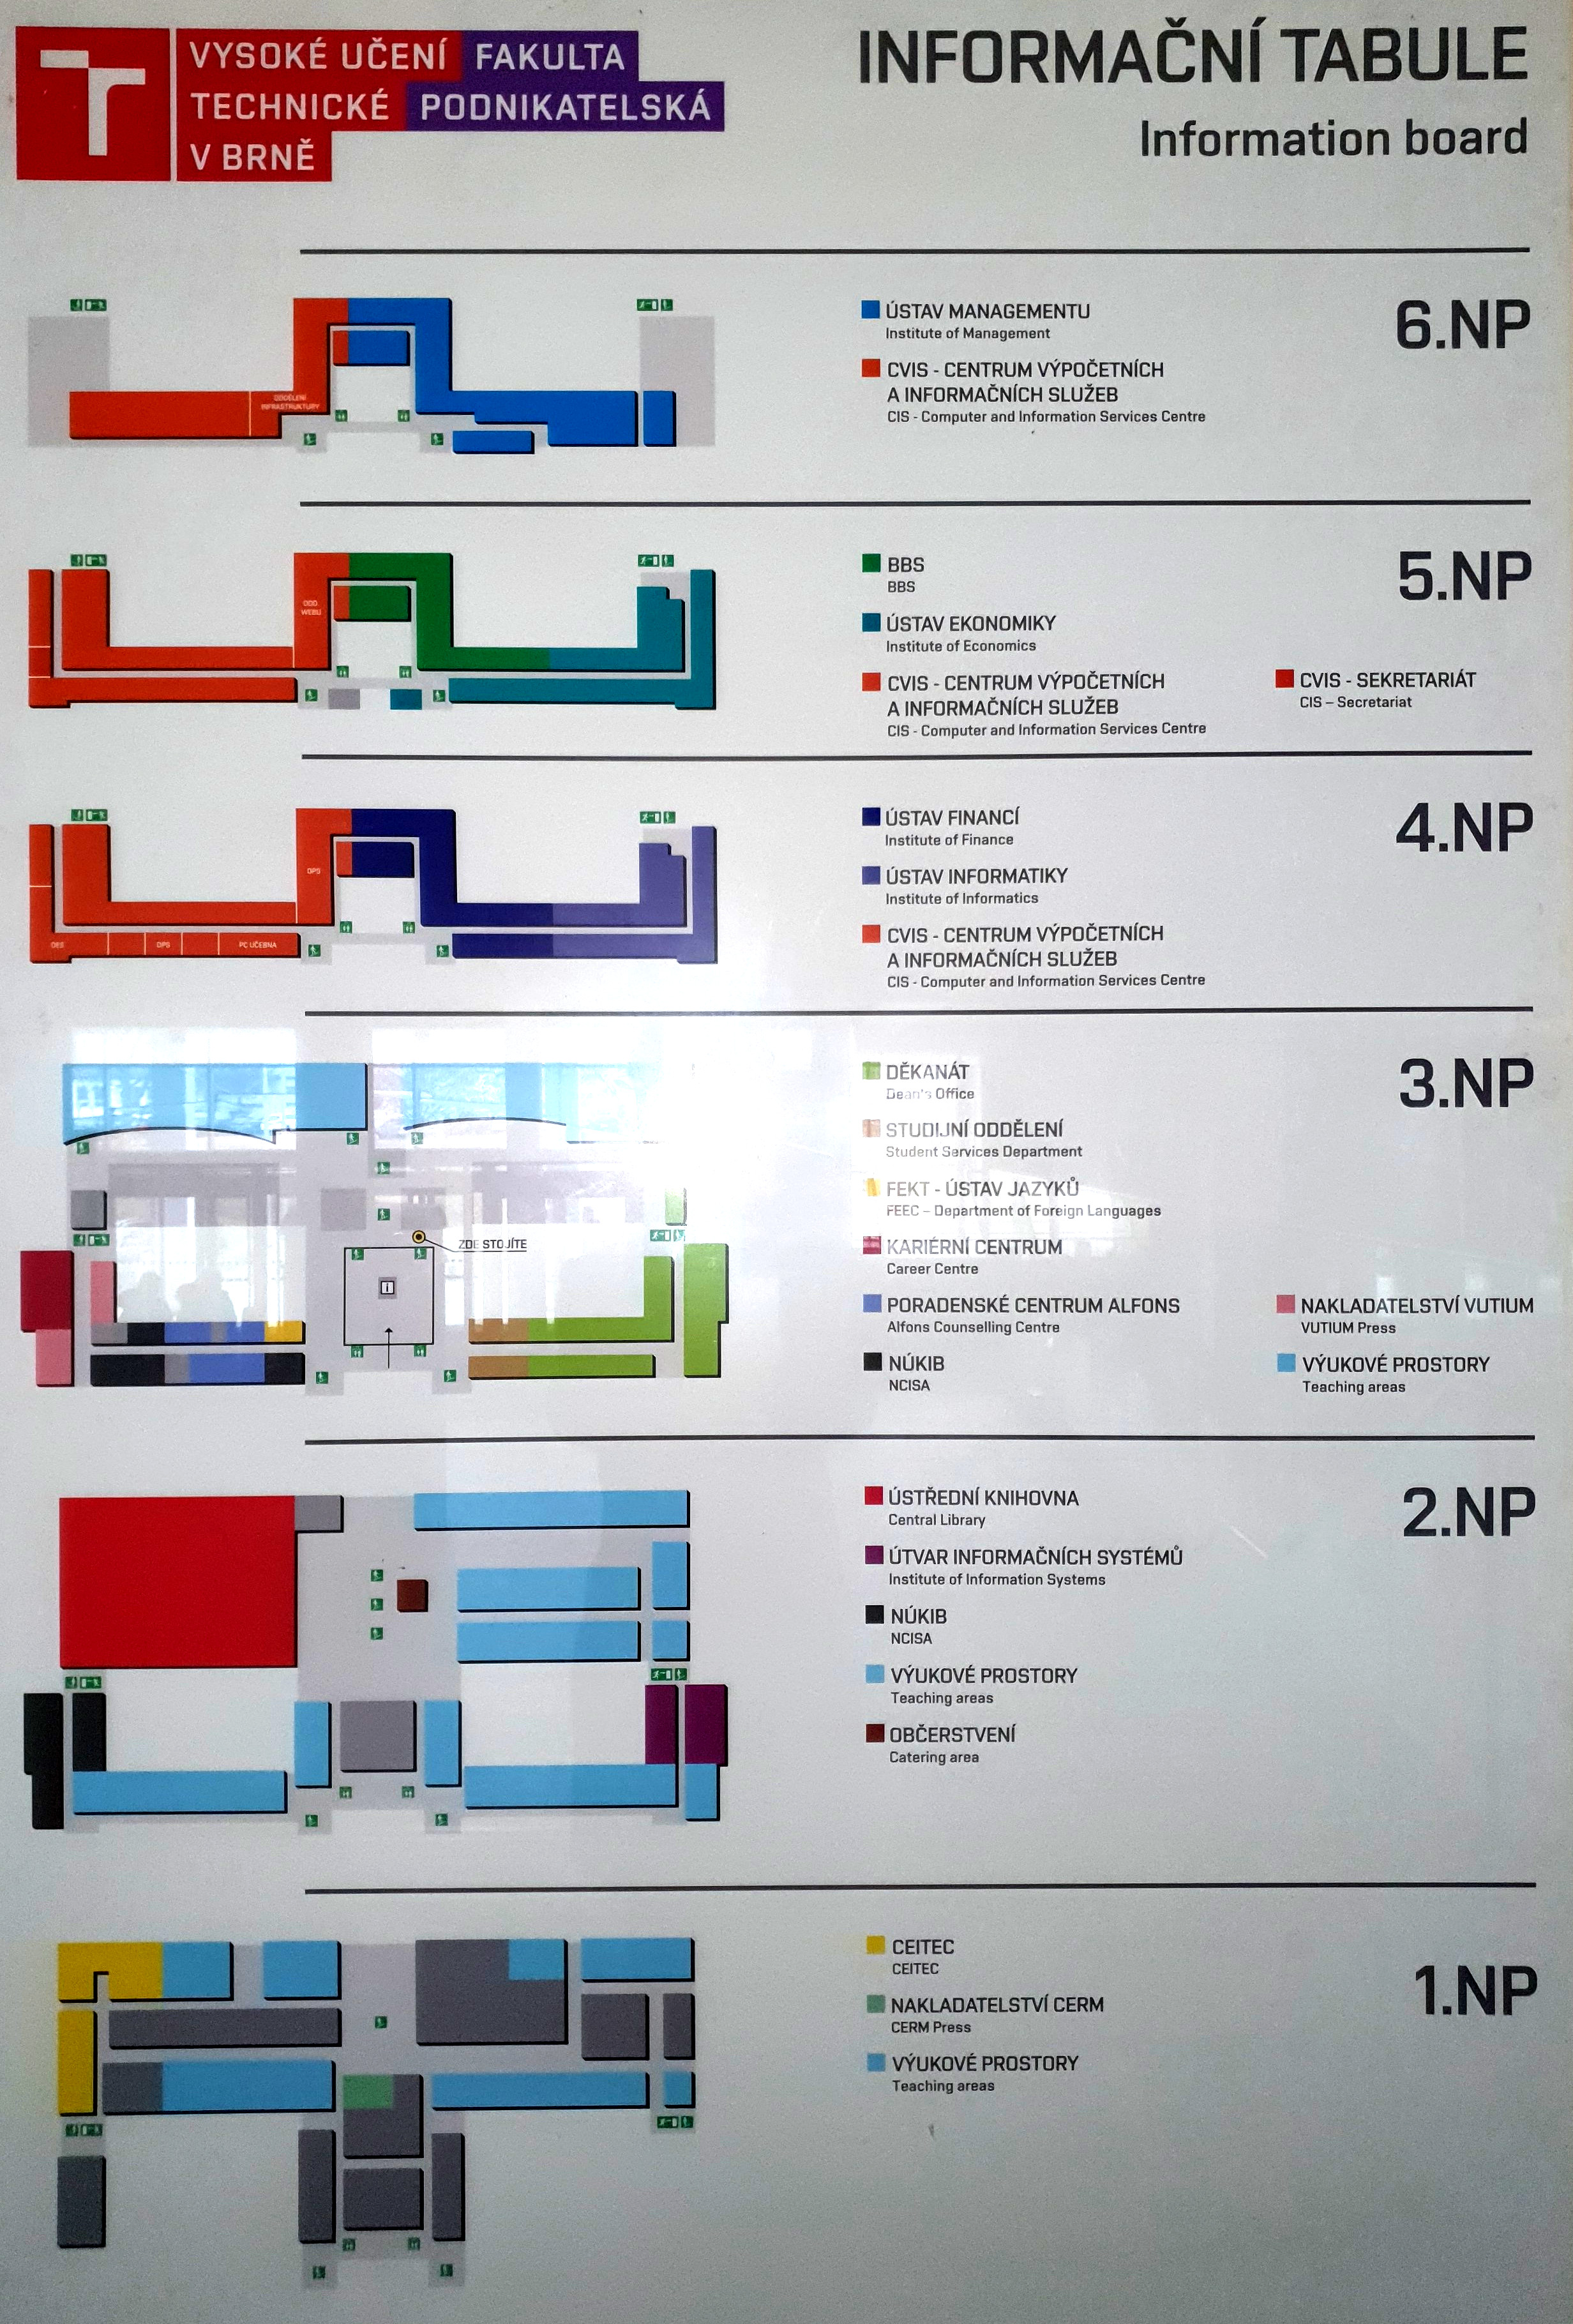 VYSOKÉ UČENÍ FAKULTA
TECHNICKÉ PODNIKATELSKÁ
V BRNĚ
INFORMAČNÍ TABULE
Information board
6.NP
ÚSTAV MANAGEMENTU
Institute of Management
CVIS - CENTRUM VÝPOČETNÍCH
A INFORMAČNÍCH SLUŽEB
CIS - Computer and Information Services Centre
ODDĚLENÍ
INFRASTRUKTURY
5.NP
BBS
BBS
ÚSTAV EKONOMIKY
Institute of Economics
CVIS - CENTRUM VÝPOČETNÍCH
A INFORMAČNÍCH SLUŽEB
CIS - Computer and Information Services Centre
CVIS - SEKRETARIÁT
CIS – Secretariat
ODD
WEBU
4.NP
ÚSTAV FINANCÍ
Institute of Finance
ÚSTAV INFORMATIKY
Institute of Informatics
CVIS - CENTRUM VÝPOČETNÍCH
A INFORMAČNÍCH SLUŽEB
CIS - Computer and Information Services Centre
OPS
OPS
PC UČEBNA
3.NP
DĚKANÁT
Dean's Office
STUDIJNÍ ODDĚLENÍ
Student Services Department
FEKT - ÚSTAV JAZYKŮ
FEEC – Department of Foreign Languages
KARIÉRNÍ CENTRUM
Career Centre
PORADENSKÉ CENTRUM ALFONS
Alfons Counselling Centre
NÚKIB
NCISA
NAKLADATELSTVÍ VUTIUM
VUTIUM Press
VÝUKOVÉ PROSTORY
Teaching areas
ZDE STOJÍTE
i
2.NP
ÚSTŘEDNÍ KNIHOVNA
Central Library
ÚTVAR INFORMAČNÍCH SYSTÉMŮ
Institute of Information Systems
NÚKIB
NCISA
VÝUKOVÉ PROSTORY
Teaching areas
OBČERSTVENÍ
Catering area
1.NP
CEITEC
CEITEC
NAKLADATELSTVÍ CERM
CERM Press
VÝUKOVÉ PROSTORY
Teaching areas